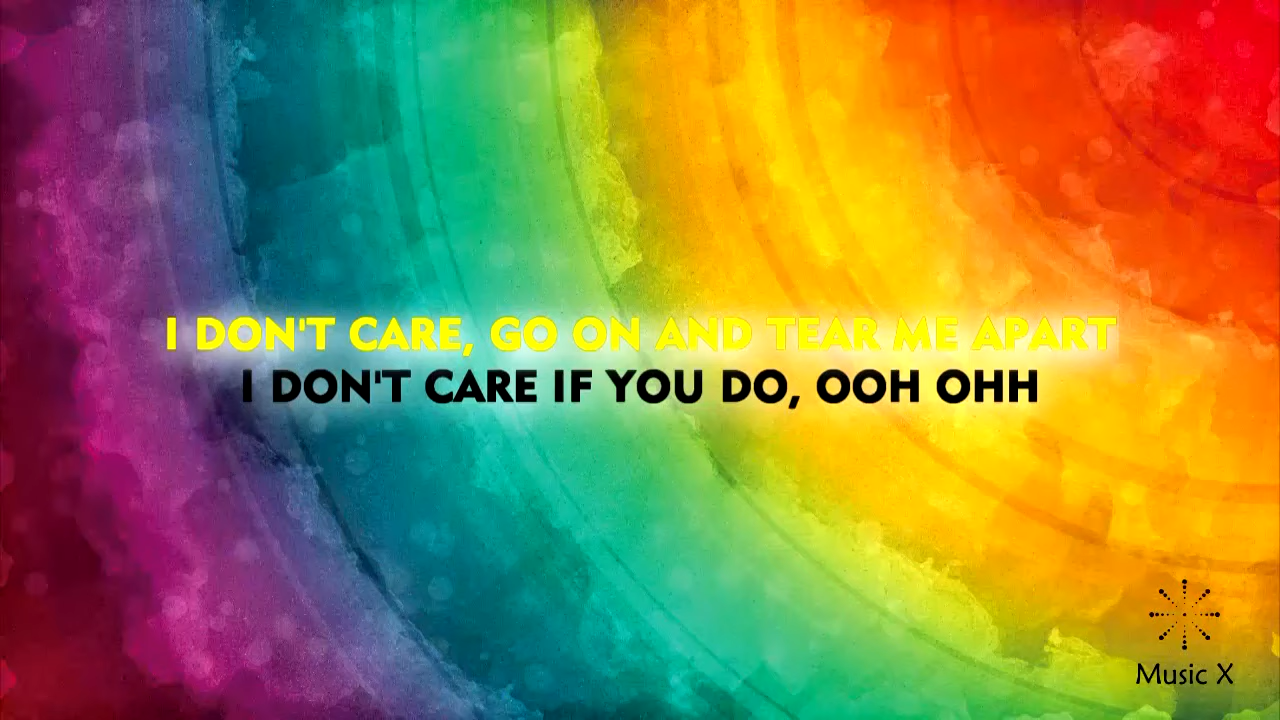 I DON'T CARE, GO ON AND TEAR ME APART
I DON'T CARE IF YOU DO, OOH OHH
Music X